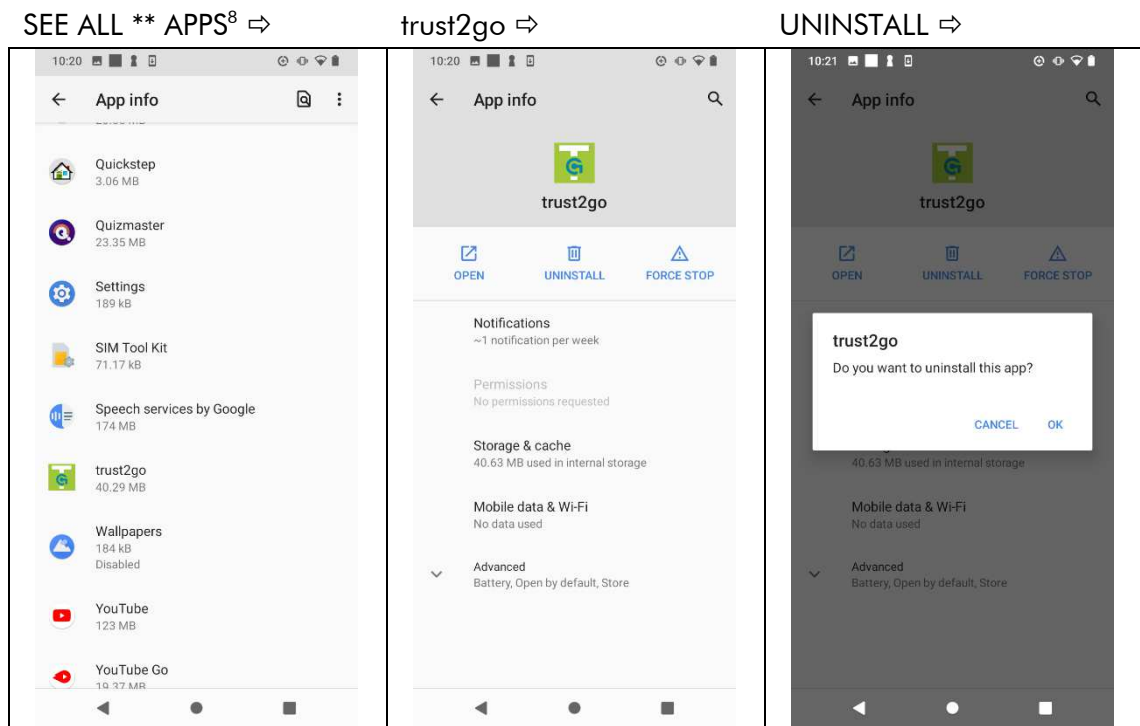 SEE ALL ** APPS⁸ ⇨
trust2go ⇨
UNINSTALL ⇨
10:20
App info
Quickstep
3.06 MB
Quizmaster
23.35 MB
Settings
189 kB
SIM Tool Kit
71.17 kB
Speech services by Google
174 MB
trust2go
40.29 MB
Wallpapers
184 kB
Disabled
YouTube
123 MB
YouTube Go
19.37 MB
10:20
App info
trust2go
OPEN UNINSTALL FORCE STOP
Notifications
~1 notification per week
Permissions
No permissions requested
Storage & cache
40.63 MB used in internal storage
Mobile data & Wi-Fi
No data used
Advanced
Battery, Open by default, Store
10:21
App info
trust2go
OPEN UNINSTALL FORCE STOP
trust2go
Do you want to uninstall this app?
CANCEL OK
40.63 MB used in internal storage
Mobile data & Wi-Fi
No data used
Advanced
Battery, Open by default, Store